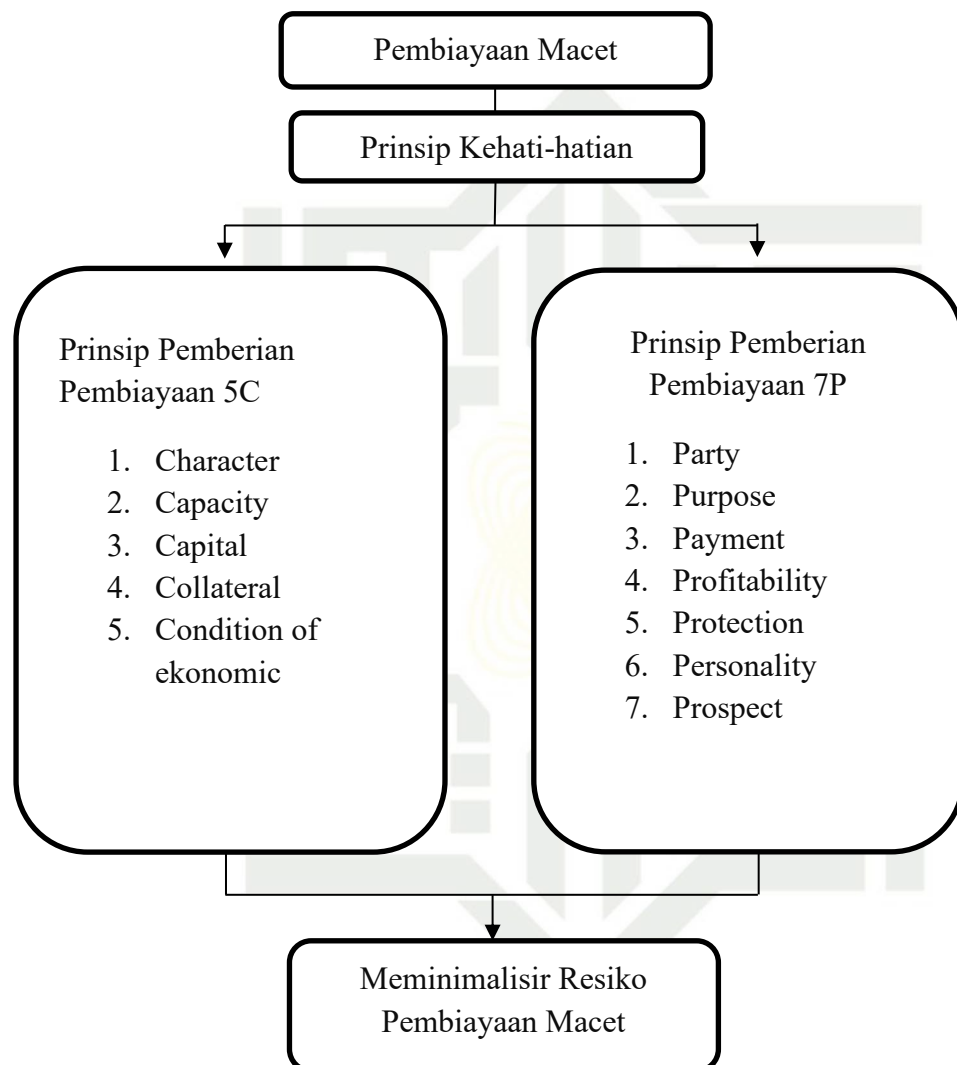 Pembiayaan Macet
Prinsip Kehati-hatian
Prinsip Pemberian
Pembiayaan 5C
1. Character
2. Capacity
3. Capital
4. Collateral
5. Condition of
ekonomic
Prinsip Pemberian
Pembiayaan 7P
1. Party
2. Purpose
3. Payment
4. Profitability
5. Protection
6. Personality
7. Prospect
Meminimalisir Resiko
Pembiayaan Macet